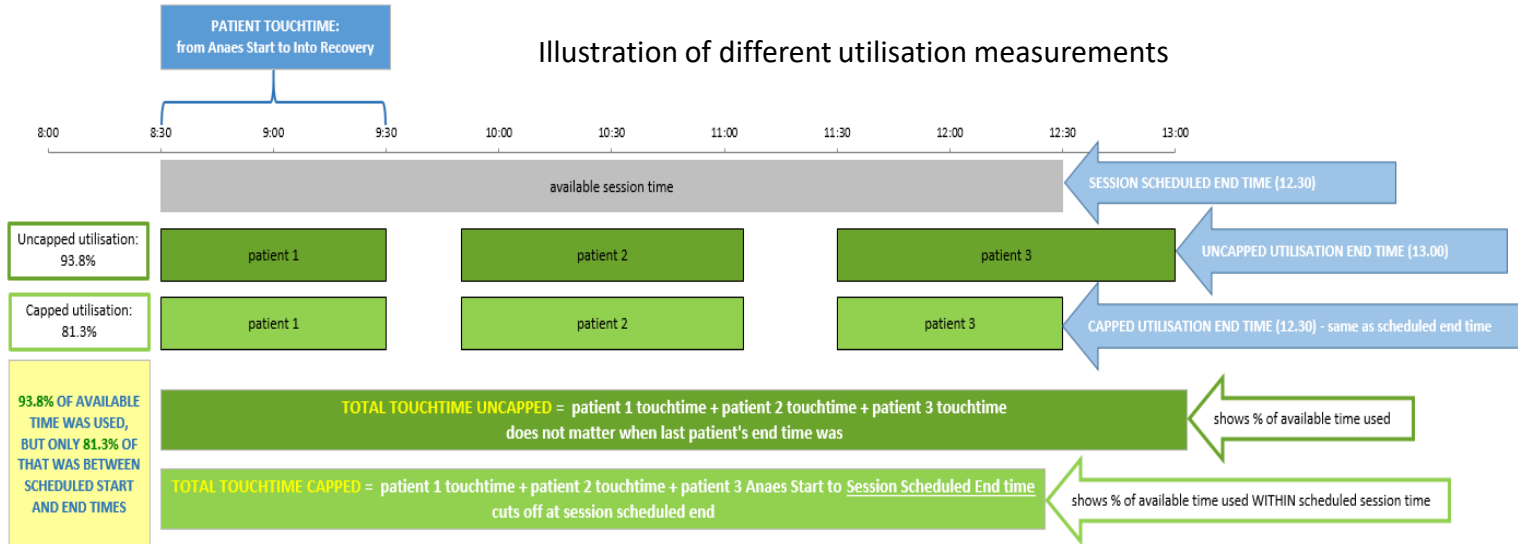 PATIENT TOUCHTIME:
from Anaes Start to Into Recovery
Illustration of different utilisation measurements
8:00 8:30 9:00 9:30 10:00 10:30 11:00 11:30 12:00 12:30 13:00
available session time
SESSION SCHEDULED END TIME (12.30)
Uncapped utilisation:
93.8%
patient 1
patient 2
patient 3
UNCAPPED UTILISATION END TIME (13.00)
Capped utilisation:
81.3%
patient 1
patient 2
patient 3
CAPPED UTILISATION END TIME (12.30) - same as scheduled end time
93.8% OF AVAILABLE
TIME WAS USED,
BUT ONLY 81.3% OF
THAT WAS BETWEEN
SCHEDULED START
AND END TIMES
TOTAL TOUCHTIME UNCAPPED = patient 1 touchtime + patient 2 touchtime + patient 3 touchtime
does not matter when last patient's end time was
shows % of available time used
TOTAL TOUCHTIME CAPPED = patient 1 touchtime + patient 2 touchtime + patient 3 Anaes Start to Session Scheduled End time
cuts off at session scheduled end
shows % of available time used WITHIN scheduled session time